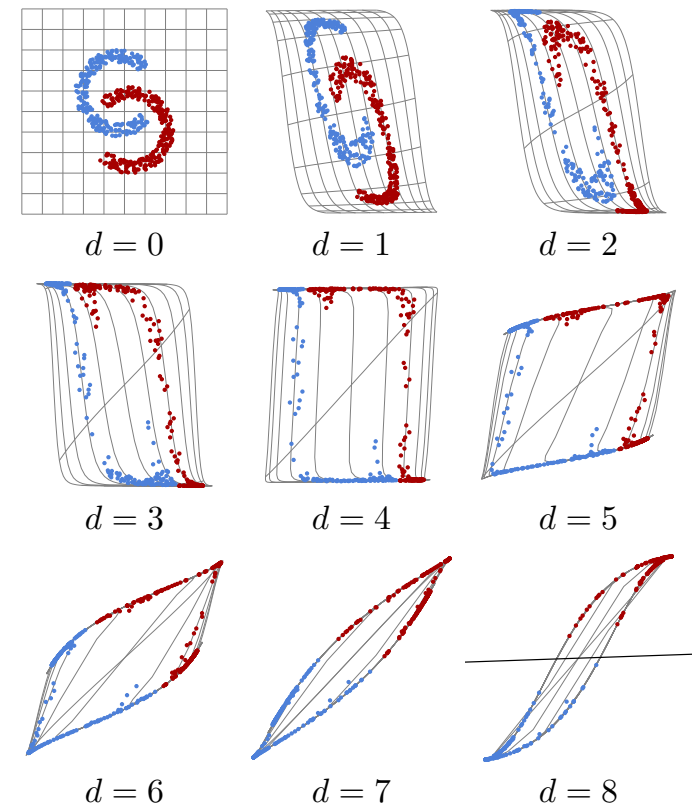 d = 0
d = 1
d = 2
d = 3
d = 4
d = 5
d = 6
d = 7
d = 8